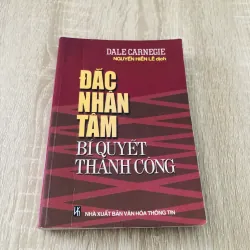 DALE CARNEGIE
NGUYỄN HIẾN LÊ dịch
ĐẮC
NHÂN
TÂM
BÍ QUYẾT
THÀNH CÔNG
NHÀ XUẤT BẢN VĂN HÓA THÔNG TIN